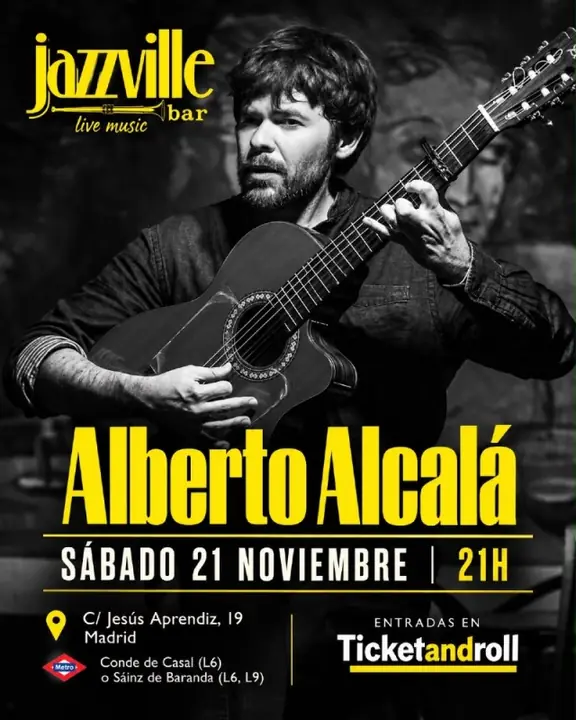 jazzville
bar
live music
Alberto Alcalá
SÁBADO 21 NOVIEMBRE | 21H
C/ Jesús Aprendiz, 19
Madrid
Metro
Conde de Casal (L6)
o Sáinz de Baranda (L6, L9)
ENTRADAS EN
Ticketandroll